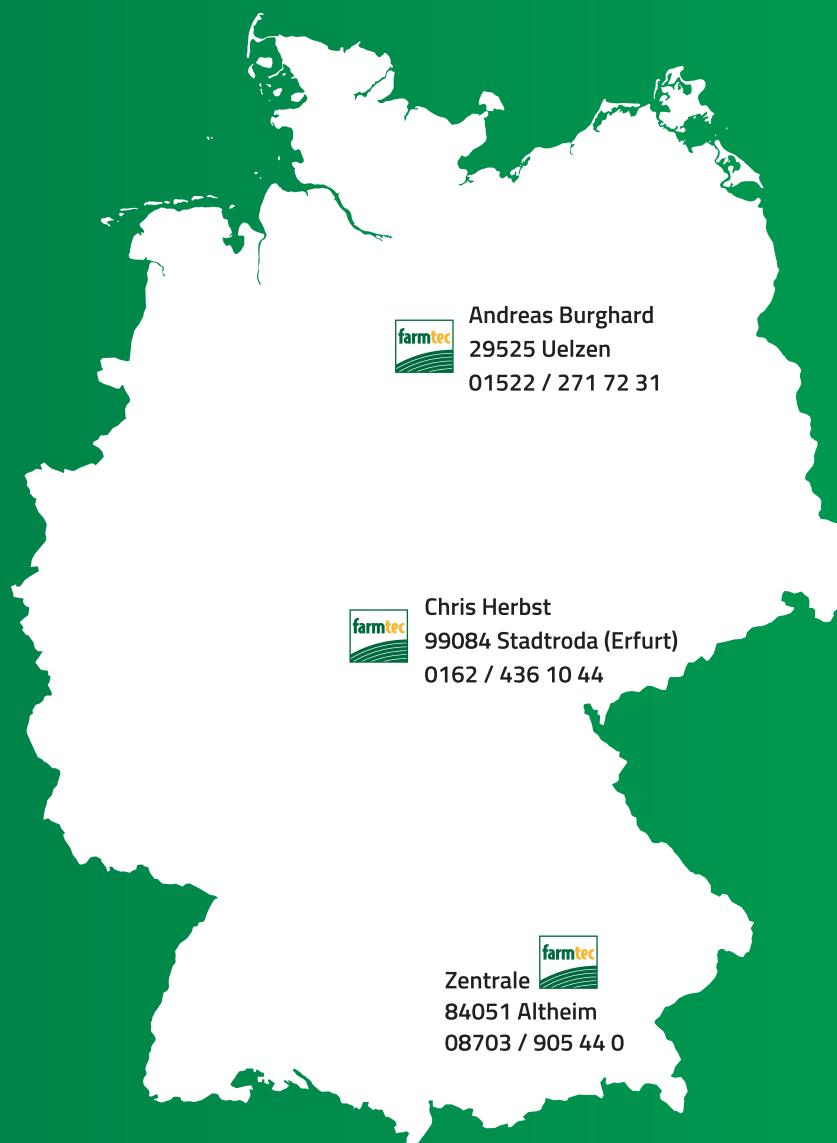 farmtec
Andreas Burghard
29525 Uelzen
01522 / 271 72 31
farmtec
Chris Herbst
99084 Stadtroda (Erfurt)
0162 / 436 10 44
farmtec
Zentrale
84051 Altheim
08703 / 905 44 0